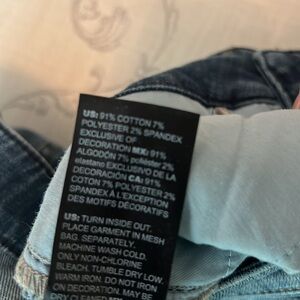 US: 91% COTTON 7%
POLYESTER 2% SPANDEX
EXCLUSIVE OF
DECORATION MX: 91%
ALGODÓN 7% poliéster 2%
elastano EXCLUSIVO DE LA
DECORACIÓN CA: 91%
COTON 7% POLYESTER 2%
SPANDEX À L'EXCEPTION
DES MOTIFS DÉCORATIFS
US: TURN INSIDE OUT.
PLACE GARMENT IN MESH
BAG. SEPARATELY.
MACHINE WASH COLD.
ONLY NON-CHLORINE
BLEACH. TUMBLE DRY LOW.
WARM IRON. DO NOT IRON
ON DECORATION. MAY BE
DRY CLEANED